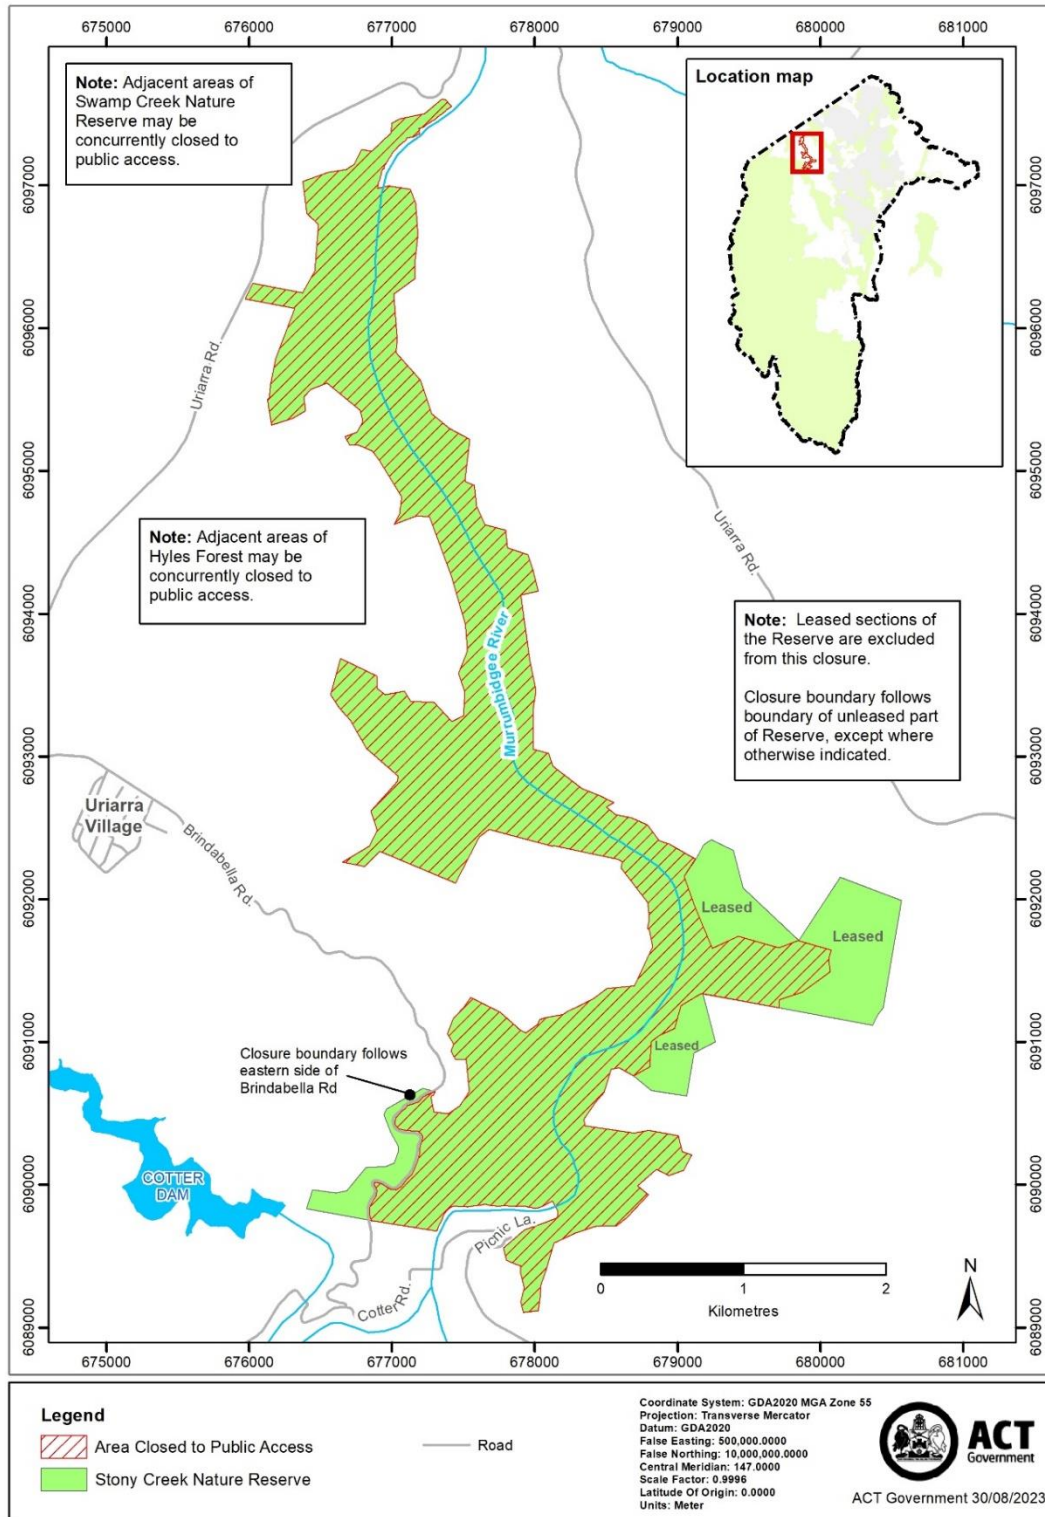 675000
676000
677000
678000
679000
680000
681000
Note: Adjacent areas of
Swamp Creek Nature
Reserve may be
concurrently closed to
public access.
Location map
6097000
6097000
6096000
6096000
Uriarra Rd.
6095000
6095000
Uriarra Rd.
Note: Adjacent areas of
Hyles Forest may be
concurrently closed to
public access.
6094000
6094000
Note: Leased sections of
the Reserve are excluded
from this closure.
Closure boundary follows
boundary of unleased part
of Reserve, except where
otherwise indicated.
Murrumbidgee River
6093000
6093000
Uriarra
Village
Brindabella Rd.
6092000
6092000
Leased
Leased
6091000
6091000
Leased
Closure boundary follows
eastern side of
Brindabella Rd
COTTER
DAM
6090000
6090000
Picnic La.
Cotter Rd.
0
1
2
Kilometres
N
6089000
6089000
675000
676000
677000
678000
679000
680000
681000
Legend
Area Closed to Public Access
Road
Stony Creek Nature Reserve
Coordinate System: GDA2020 MGA Zone 55
Projection: Transverse Mercator
Datum: GDA2020
False Easting: 500,000.0000
False Northing: 10,000,000.0000
Central Meridian: 147.0000
Scale Factor: 0.9996
Latitude Of Origin: 0.0000
Units: Meter
ACT
Government
ACT Government 30/08/2023